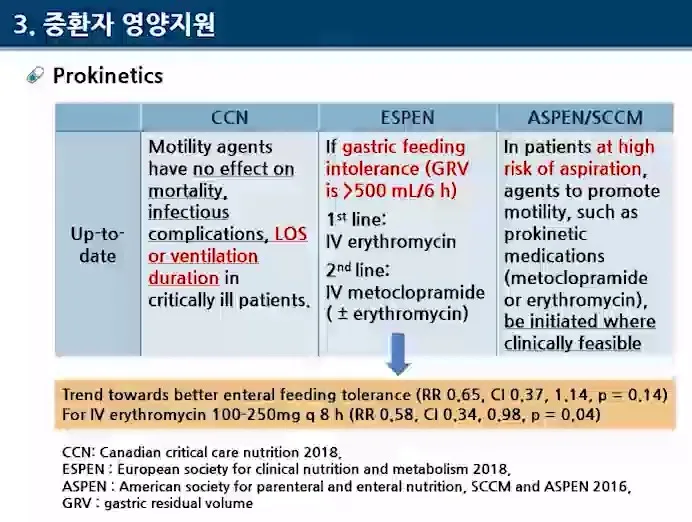 3. 중환자 영양지원
Prokinetics
CCN
ESPEN
ASPEN/SCCM
Up-to-
date
Motility agents
have no effect on
mortality,
infectious
complications, LOS
or ventilation
duration in
critically ill patients.
If gastric feeding
intolerance (GRV
is >500 mL/6 h)
1st line:
IV erythromycin
2nd line:
IV metoclopramide
( ± erythromycin)
In patients at high
risk of aspiration,
agents to promote
motility, such as
prokinetic
medications
(metoclopramide
or erythromycin),
be initiated where
clinically feasible
Trend towards better enteral feeding tolerance (RR 0.65, CI 0.37, 1.14, p = 0.14)
For IV erythromycin 100-250mg q 8 h (RR 0.58, CI 0.34, 0.98, p = 0.04)
CCN: Canadian critical care nutrition 2018,
ESPEN : European society for clinical nutrition and metabolism 2018,
ASPEN : American society for parenteral and enteral nutrition, SCCM and ASPEN 2016,
GRV : gastric residual volume